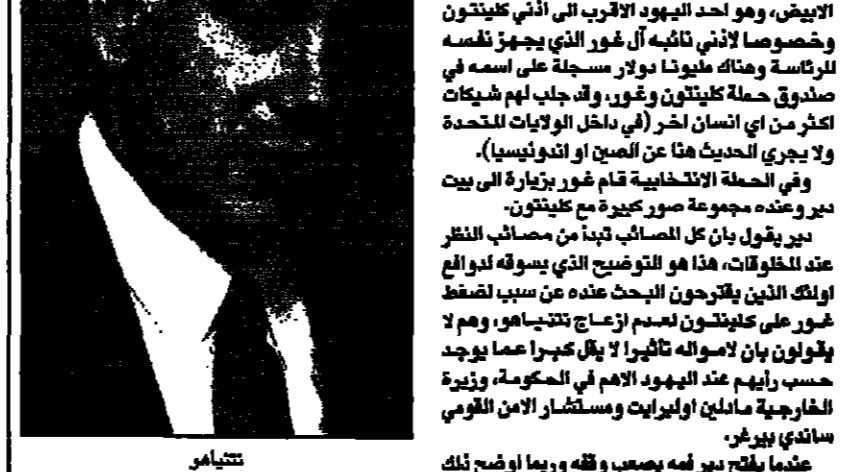 الابيض، وهو احد اليهود الاقرب الى اذني كلينتون
وخصوصا لاذني نائبه آل غور الذي يجهز نفسه
للرئاسة وهناك مليونا دولار مسجلة على اسمه في
صندوق حملة كلينتون وغور، وقد جلب لهم شيكات
اكثر من اي انسان اخر (في داخل الولايات المتحدة
ولا يجري الحديث هنا عن الصين او اندونيسيا).
وفي الحملة الانتخابية قام غور بزيارة الى بيت
دير وعنده مجموعة صور كبيرة مع كلينتون.
دير يقول بان كل المصائب تبدأ من مصائب النظر
عند المخلوقات، هذا هو التوضيح الذي يسوقه لدوافع
اولئك الذين يقترحون البحث عنده عن سبب لضغط
غور على كلينتون لعدم ازعاج نتنياهو، وهم لا
يقولون بان لامواله تأثيرا لا يقل كبرا عما يوجد
حسب رأيهم عند اليهود الاهم في الحكومة، وزيرة
الخارجية مادلين اولبرايت ومستشار الامن القومي
ساندي بيرغر.
عندما يفتح دير فمه يصعب وقفه وربما اوضح ذلك
نتنياهو